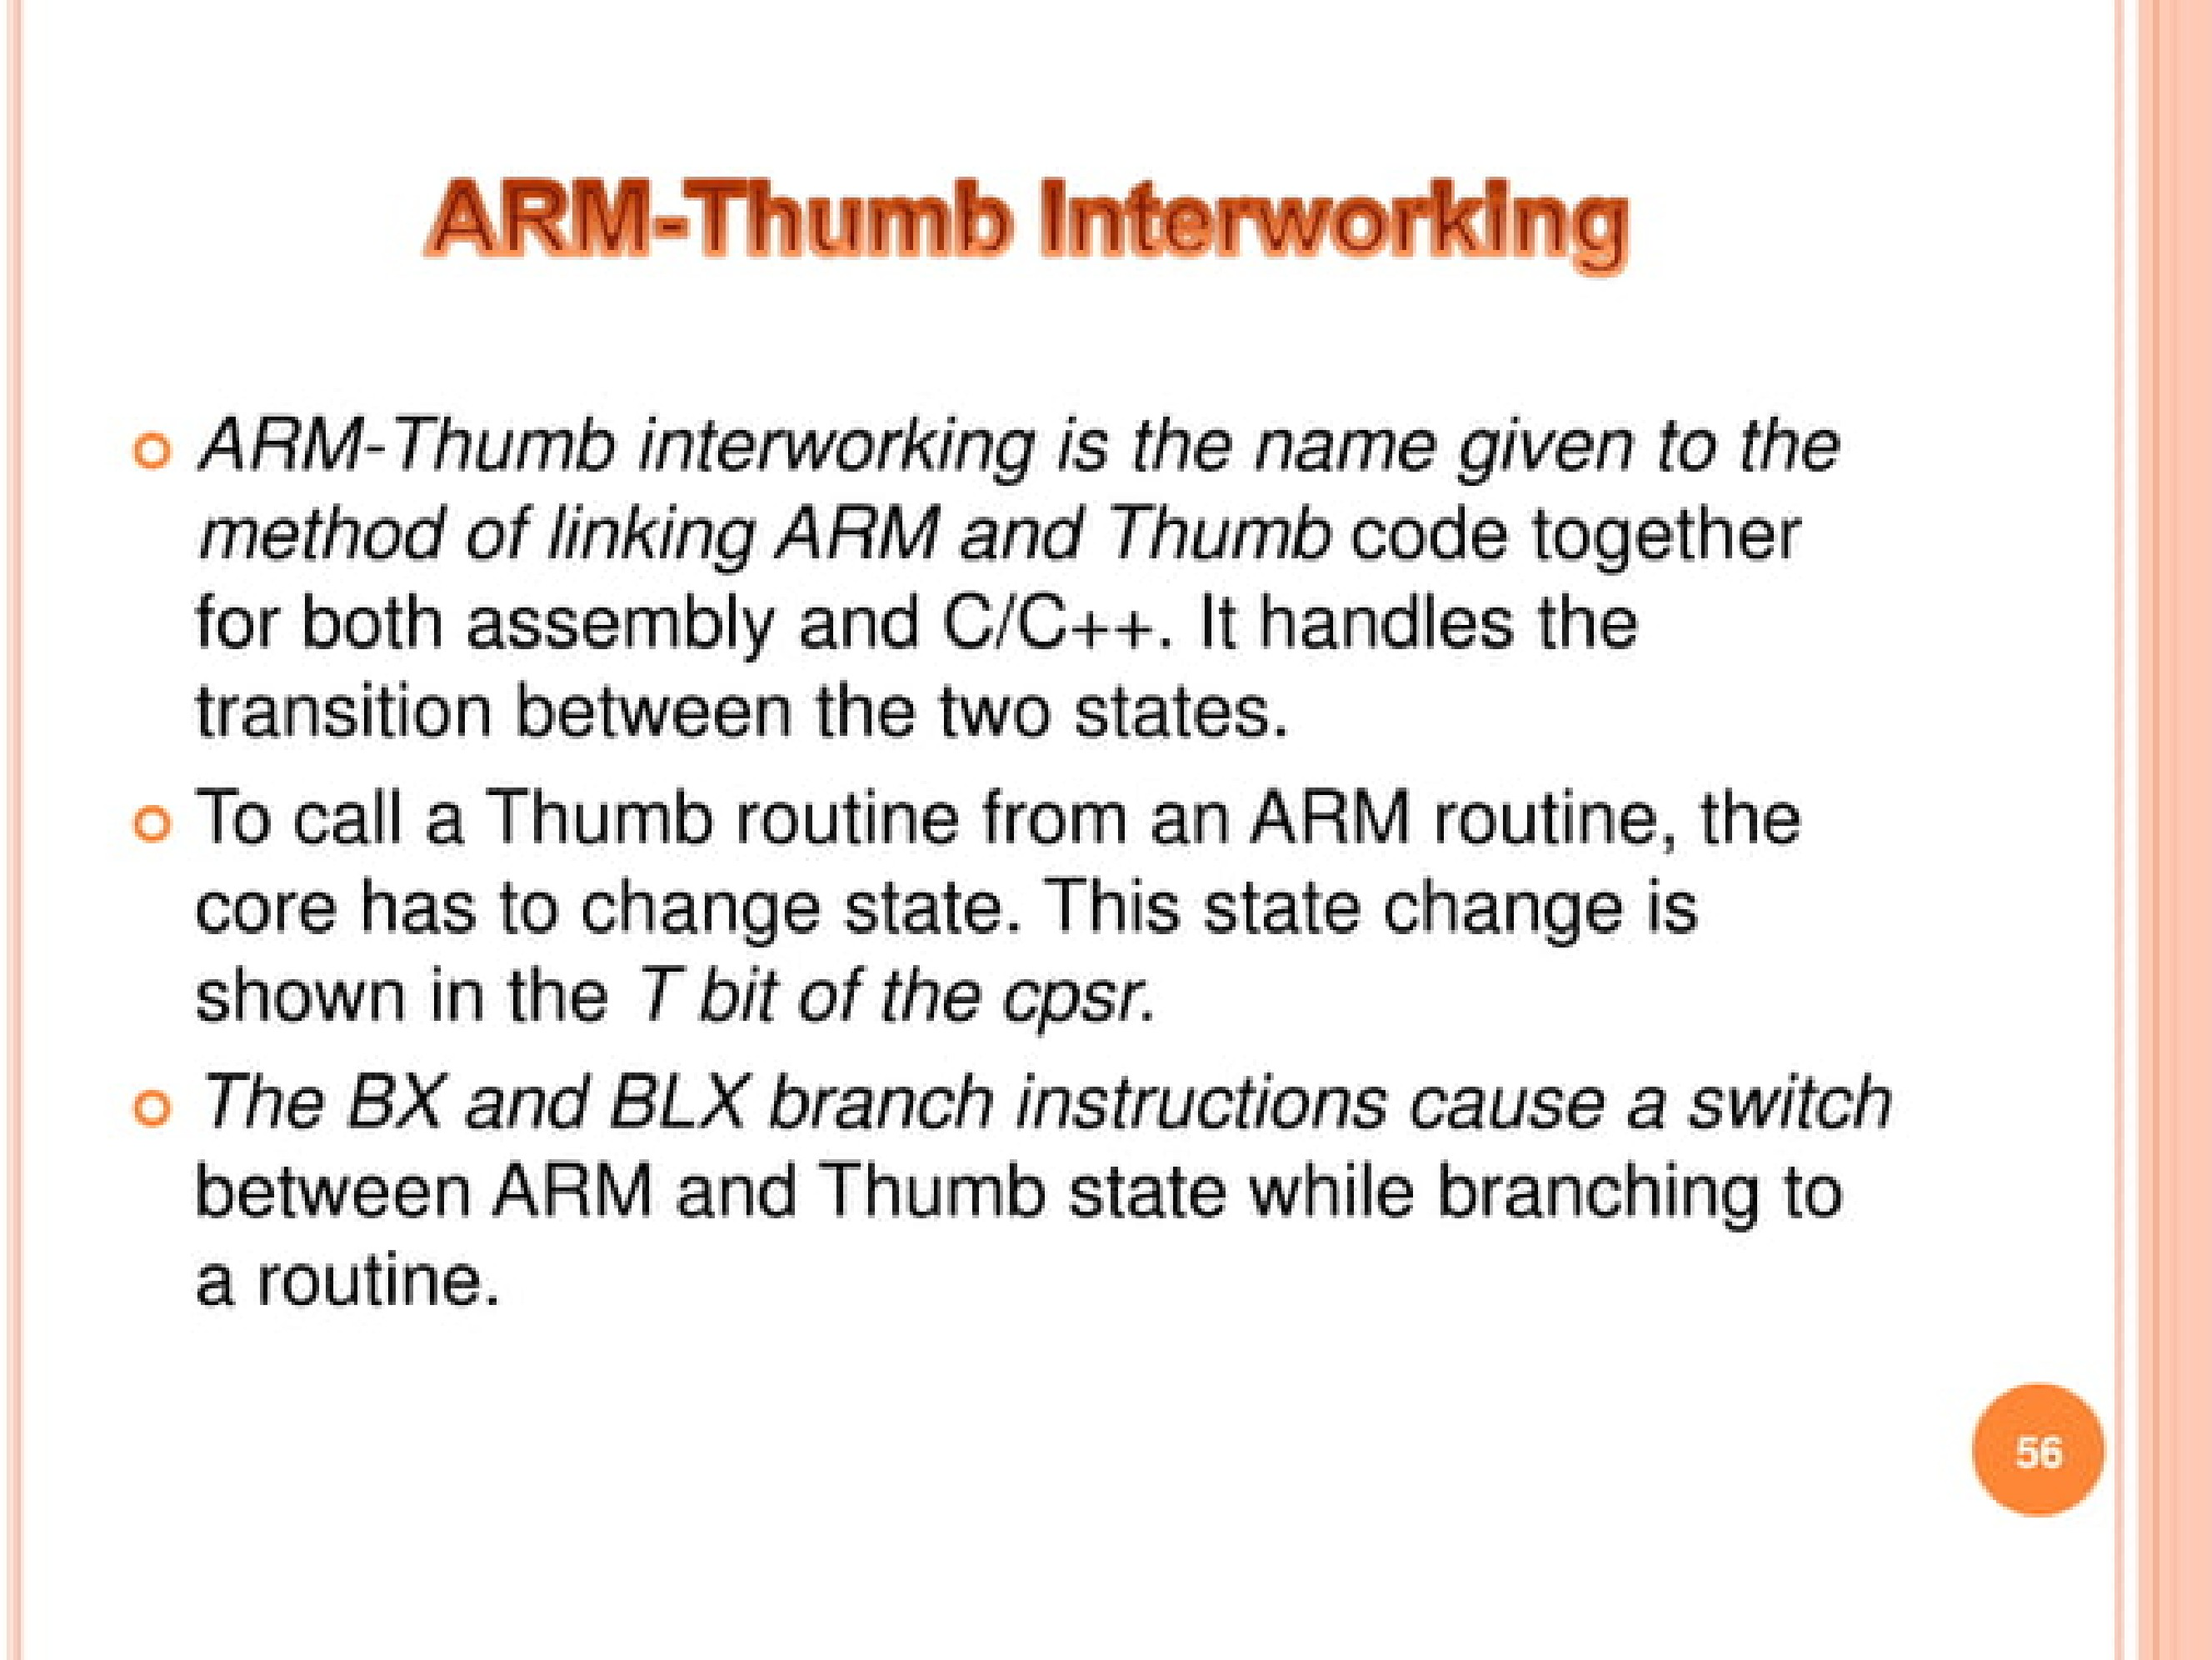 ARM-Thumb Interworking
ARM-Thumb interworking is the name given to the
method of linking ARM and Thumb code together
for both assembly and C/C++. It handles the
transition between the two states.
To call a Thumb routine from an ARM routine, the
core has to change state. This state change is
shown in the T bit of the cpsr.
The BX and BLX branch instructions cause a switch
between ARM and Thumb state while branching to
a routine.
56